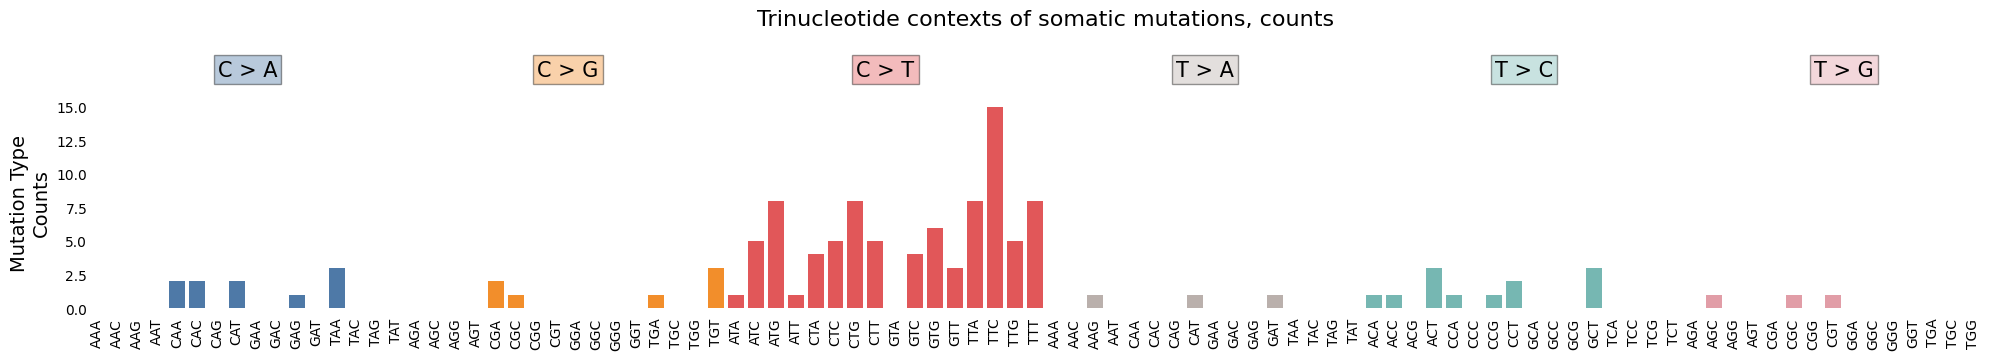 Trinucleotide contexts of somatic mutations, counts
C > A
C > G
C > T
T > A
T > C
T > G
Mutation Type
Counts
15.0
12.5
10.0
7.5
5.0
2.5
0.0
AAA
AAC
AAG
AAT
CAA
CAC
CAG
CAT
GAA
GAC
GAG
GAT
TAA
TAC
TAG
TAT
AGA
AGC
AGG
AGT
CGA
CGC
CGG
CGT
GGA
GGC
GGG
GGT
TGA
TGC
TGG
TGT
ATA
ATC
ATG
ATT
CTA
CTC
CTG
CTT
GTA
GTC
GTG
GTT
TTA
TTC
TTG
TTT
AAA
AAC
AAG
AAT
CAA
CAC
CAG
CAT
GAA
GAC
GAG
GAT
TAA
TAC
TAG
TAT
ACA
ACC
ACG
ACT
CCA
CCC
CCG
CCT
GCA
GCC
GCG
GCT
TCA
TCC
TCG
TCT
AGA
AGC
AGG
AGT
CGA
CGC
CGG
CGT
GGA
GGC
GGG
GGT
TGA
TGC
TGG